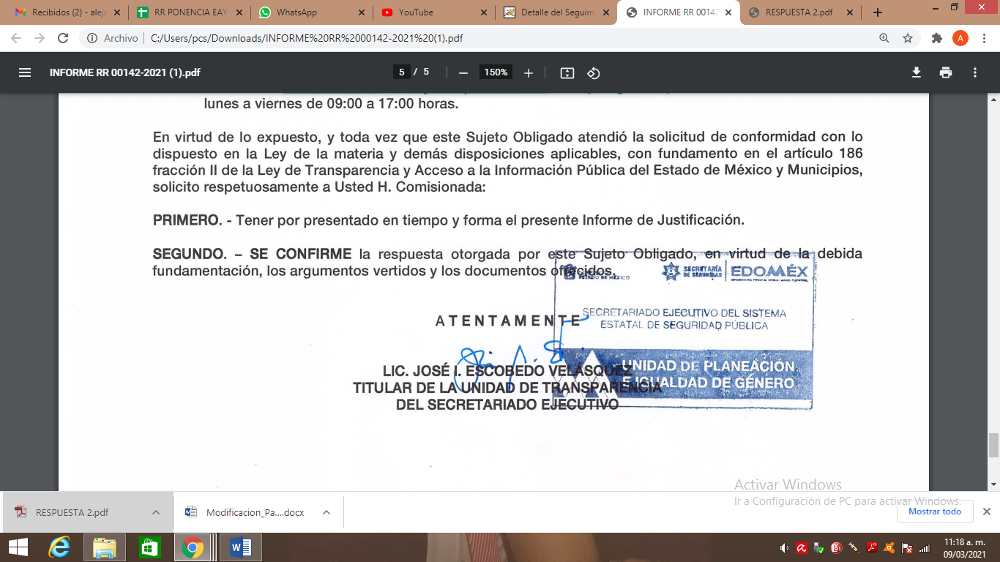 Recibidos (2) - aleja
RR PONENCIA EAY
WhatsApp
YouTube
Detalle del Seguimi
INFORME RR 00142
RESPUESTA 2.pdf
Archivo
C:/Users/pcs/Downloads/INFORME%20RR%2000142-2021%20(1).pdf
A
INFORME RR 00142-2021 (1).pdf
5 / 5
150%
lunes a viernes de 09:00 a 17:00 horas.
En virtud de lo expuesto, y toda vez que este Sujeto Obligado atendió la solicitud de conformidad con lo
dispuesto en la Ley de la materia y demás disposiciones aplicables, con fundamento en el artículo 186
fracción II de la Ley de Transparencia y Acceso a la Información Pública del Estado de México y Municipios,
solicito respetuosamente a Usted H. Comisionada:
PRIMERO. - Tener por presentado en tiempo y forma el presente Informe de Justificación.
SEGUNDO. – SE CONFIRME la respuesta otorgada por este Sujeto Obligado, en virtud de la debida
fundamentación, los argumentos vertidos y los documentos ofrecidos.
ESTADO DE MÉXICO
SECRETARÍA
DE SEGURIDAD
EDOMÉX
SECRETARIADO EJECUTIVO DEL SISTEMA
ESTATAL DE SEGURIDAD PÚBLICA
UNIDAD DE PLANEACIÓN
E IGUALDAD DE GÉNERO
A T E N T A M E N T E
LIC. JOSÉ I. ESCOBEDO VELÁSQUEZ
TITULAR DE LA UNIDAD DE TRANSPARENCIA
DEL SECRETARIADO EJECUTIVO
Activar Windows
Ir a Configuración de PC para activar Windows.
RESPUESTA 2.pdf
Modificacion_Pa....docx
Mostrar todo
11:18 a. m.
09/03/2021